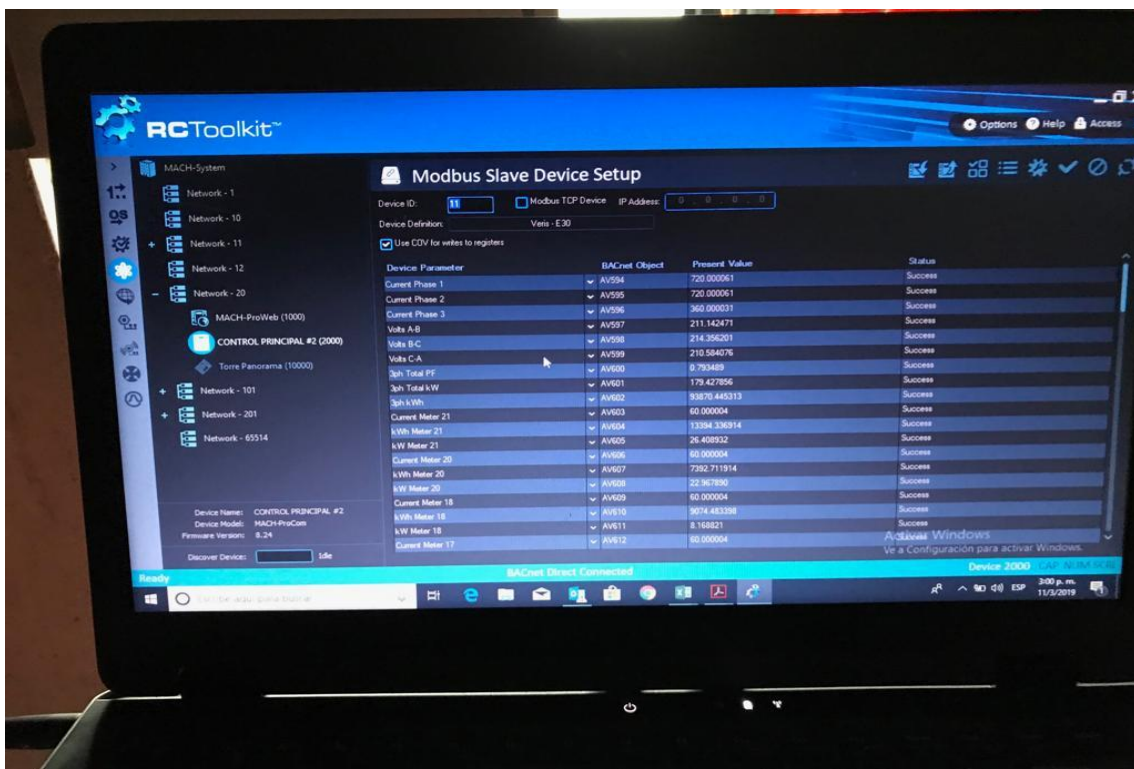 RCToolkit™
Options Help Access
MACH-System
Network - 1
Network - 10
Network - 11
Network - 12
Network - 20
MACH-ProWeb (1000)
CONTROL PRINCIPAL #2 (2000)
Torre Panorama (10000)
Network - 101
Network - 201
Network - 65514
Device Name: CONTROL PRINCIPAL #2
Device Model: MACH-ProCom
Firmware Version: 8.24
Discover Device: Idle
Modbus Slave Device Setup
Device ID: 11 Modbus TCP Device IP Address: 0 . 0 . 0 . 0
Device Definition: Veris - E30
Use COV for writes to registers
Device Parameter BACnet Object Present Value Status
Current Phase 1 AV594 720.000061 Success
Current Phase 2 AV595 720.000061 Success
Current Phase 3 AV596 360.000031 Success
Volts A-B AV597 211.142471 Success
Volts B-C AV598 214.356201 Success
Volts C-A AV599 210.584076 Success
3ph Total PF AV600 0.793489 Success
3ph Total kW AV601 179.427856 Success
3ph kWh AV602 93870.445313 Success
Current Meter 21 AV603 60.000004 Success
kWh Meter 21 AV604 13394.336914 Success
kW Meter 21 AV605 26.408932 Success
Current Meter 20 AV606 60.000004 Success
kWh Meter 20 AV607 7392.711914 Success
kW Meter 20 AV608 22.967890 Success
Current Meter 18 AV609 60.000004 Success
kWh Meter 18 AV610 9074.483398 Success
kW Meter 18 AV611 8.168821 Success
Current Meter 17 AV612 60.000004
Windows
Ve a Configuración para activar Windows.
Ready BACnet Direct Connected Device 2000 CAP NUM SCRL
ESP 3:00 p. m.
11/3/2019